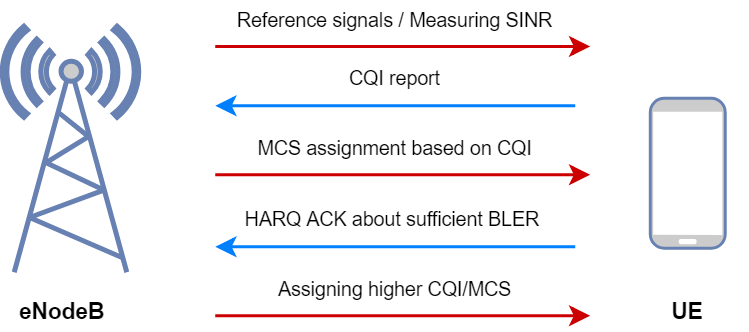 Reference signals / Measuring SINR
CQI report
MCS assignment based on CQI
HARQ ACK about sufficient BLER
Assigning higher CQI/MCS
eNodeB
UE